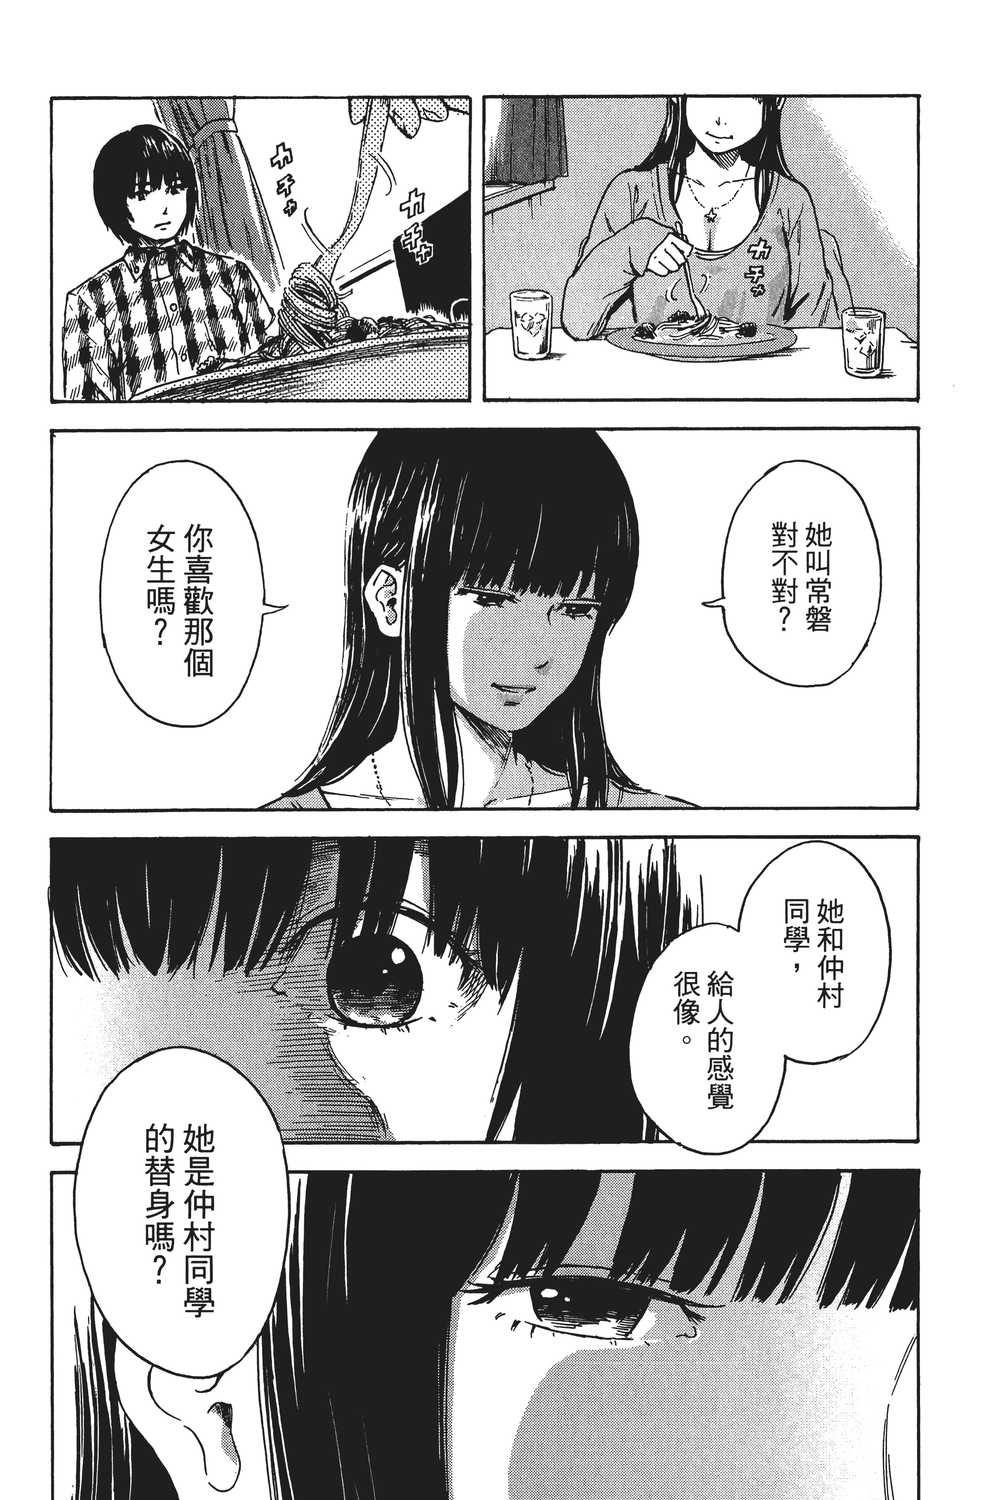 カチャ
カチャ
カチャ
她叫常磐
對不對？
你喜歡那個
女生嗎？
她和仲村
同學，
給人的感覺
很像。
她是仲村同學
的替身嗎？